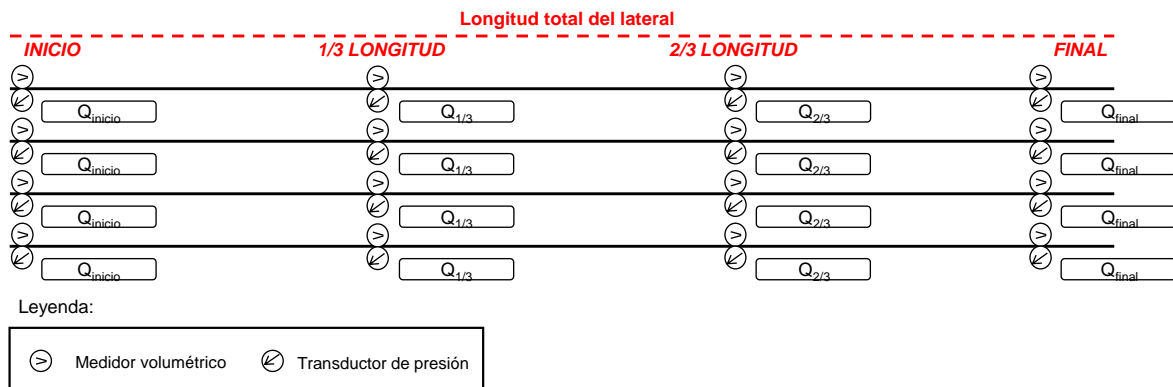 Longitud total del lateral
INICIO 1/3 LONGITUD 2/3 LONGITUD FINAL
Qinicio Q1/3 Q2/3 Qfinal
Qinicio Q1/3 Q2/3 Qfinal
Qinicio Q1/3 Q2/3 Qfinal
Qinicio Q1/3 Q2/3 Qfinal
Leyenda:
Medidor volumétrico Transductor de presión